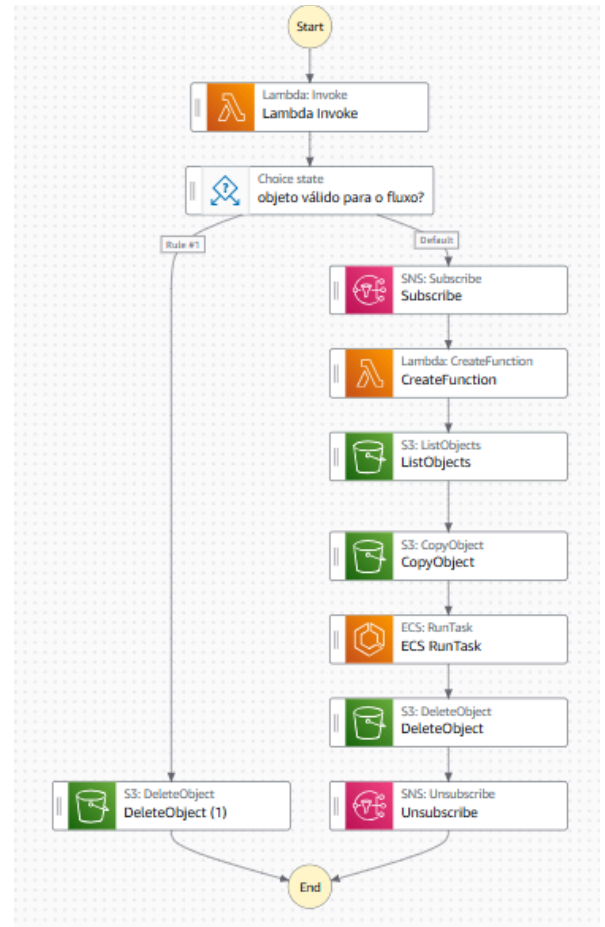 Start
Lambda: Invoke
Lambda Invoke
Choice state
objeto válido para o fluxo?
Rule #1
Default
SNS: Subscribe
Subscribe
Lambda: CreateFunction
CreateFunction
S3: ListObjects
ListObjects
S3: CopyObject
CopyObject
ECS: RunTask
ECS RunTask
S3: DeleteObject
DeleteObject
S3: DeleteObject
DeleteObject (1)
SNS: Unsubscribe
Unsubscribe
End